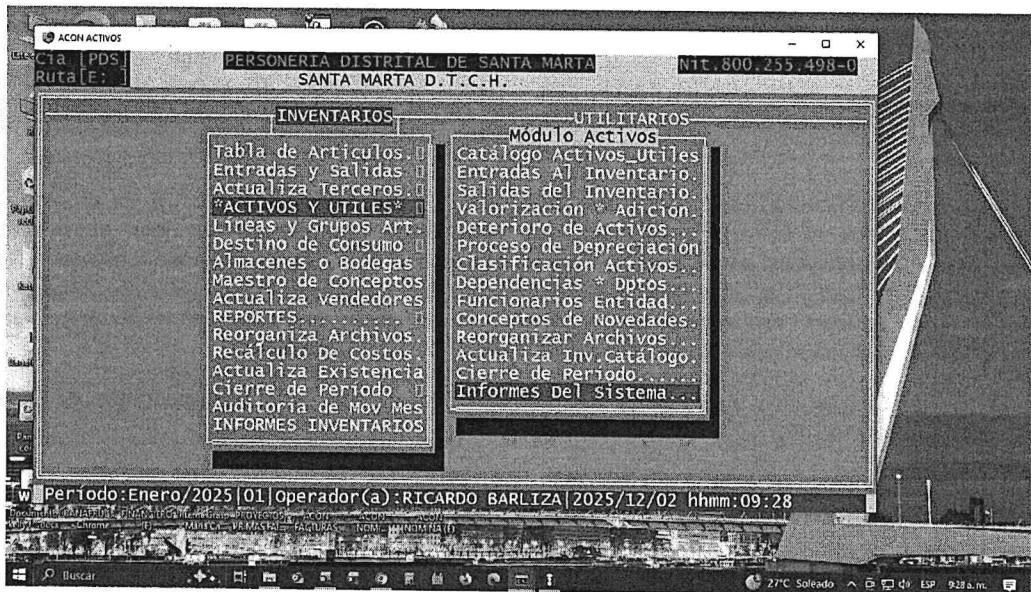 ACON ACTIVOS
Cia [PDS]
PERSONERIA DISTRITAL DE SANTA MARTA
Nit.800.255.498-0
Ruta[E: ]
SANTA MARTA D.T.C.H.
INVENTARIOS
UTILITARIOS
Módulo Activos
Tabla de Articulos.
Entradas y Salidas
Actualiza Terceros.
*ACTIVOS Y UTILES*
Lineas y Grupos Art.
Destino de Consumo
Almacenes o Bodegas
Maestro de Conceptos
Actualiza Vendedores
REPORTES..........
Reorganiza Archivos.
Recálculo De Costos.
Actualiza Existencia
Cierre de Periodo
Auditoria de Mov Mes
INFORMES INVENTARIOS
Catálogo Activos_Utiles
Entradas Al Inventario.
Salidas del Inventario.
Valorización * Adición.
Deterioro de Activos...
Proceso de Depreciación
Clasificación Activos..
Dependencias * Dptos...
Funcionarios Entidad...
Conceptos de Novedades.
Reorganizar Archivos...
Actualiza Inv.Catálogo.
Cierre de Periodo......
Informes Del Sistema...
Período:Enero/2025|01|Operador(a):RICARDO BARLIZA|2025/12/02 hhmm:09:28
Chrome
FACTURAS
Buscar
27°C Soleado
ESP
9:28 a. m.